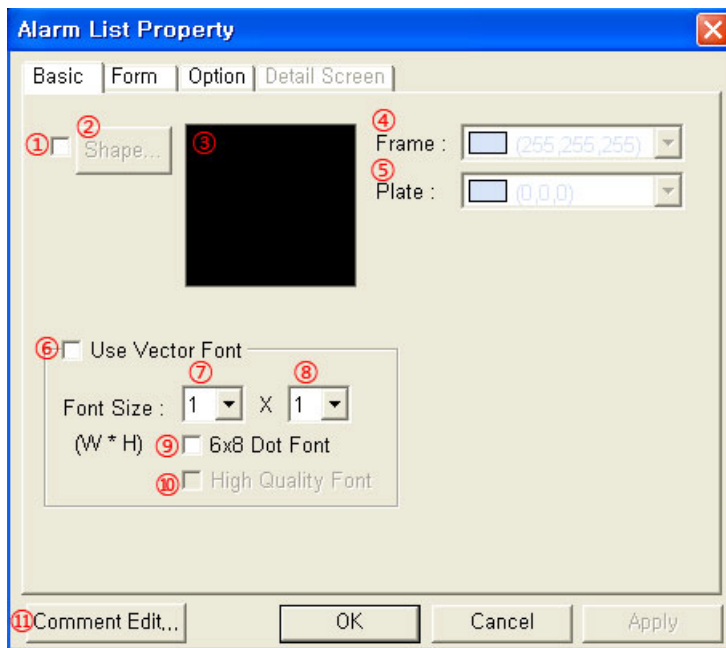 Alarm List Property
Basic Form Option Detail Screen
① ② Shape... ③ ④ Frame : (255,255,255)
⑤ Plate : (0,0,0)
⑥ Use Vector Font
⑦ ⑧
Font Size : 1 X 1
(W * H) ⑨ 6x8 Dot Font
⑩ High Quality Font
⑪ Comment Edit... OK Cancel Apply